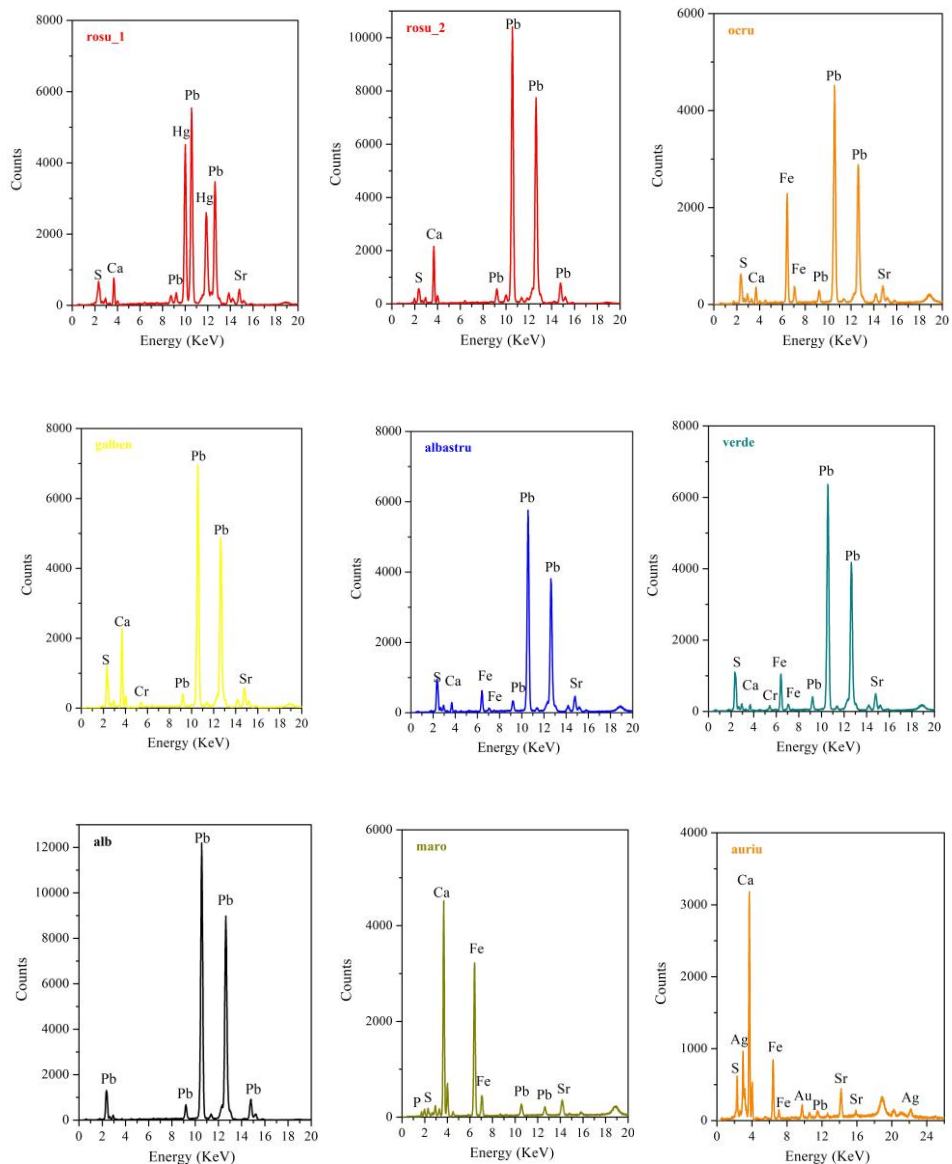 rosu_1
8000
6000
4000
2000
0
Counts
S
Ca
Pb
Hg
Pb
Hg
Pb
Sr
0 2 4 6 8 10 12 14 16 18 20
Energy (KeV)
rosu_2
10000
8000
6000
4000
2000
0
Counts
S
Ca
Pb
Pb
Pb
Pb
0 2 4 6 8 10 12 14 16 18 20
Energy (KeV)
ocru
6000
4000
2000
0
Counts
S
Ca
Fe
Fe
Pb
Pb
Pb
Sr
0 2 4 6 8 10 12 14 16 18 20
Energy (KeV)
galben
8000
6000
4000
2000
0
Counts
S
Ca
Cr
Pb
Pb
Pb
Sr
0 2 4 6 8 10 12 14 16 18 20
Energy (KeV)
albastru
8000
6000
4000
2000
0
Counts
S
Ca
Fe
Fe
Pb
Pb
Pb
Sr
0 2 4 6 8 10 12 14 16 18 20
Energy (KeV)
verde
8000
6000
4000
2000
0
Counts
S
Ca
Cr
Fe
Fe
Pb
Pb
Pb
Sr
0 2 4 6 8 10 12 14 16 18 20
Energy (KeV)
alb
12000
10000
8000
6000
4000
2000
0
Counts
Pb
Pb
Pb
Pb
Pb
0 2 4 6 8 10 12 14 16 18 20
Energy (KeV)
maro
6000
4000
2000
0
Counts
P
S
Ca
Fe
Fe
Pb
Pb
Sr
0 2 4 6 8 10 12 14 16 18 20
Energy (KeV)
auriu
4000
3000
2000
1000
0
Counts
S
Ag
Ca
Fe
Fe
Au
Pb
Sr
Sr
Ag
0 4 8 12 16 20 24
Energy (KeV)